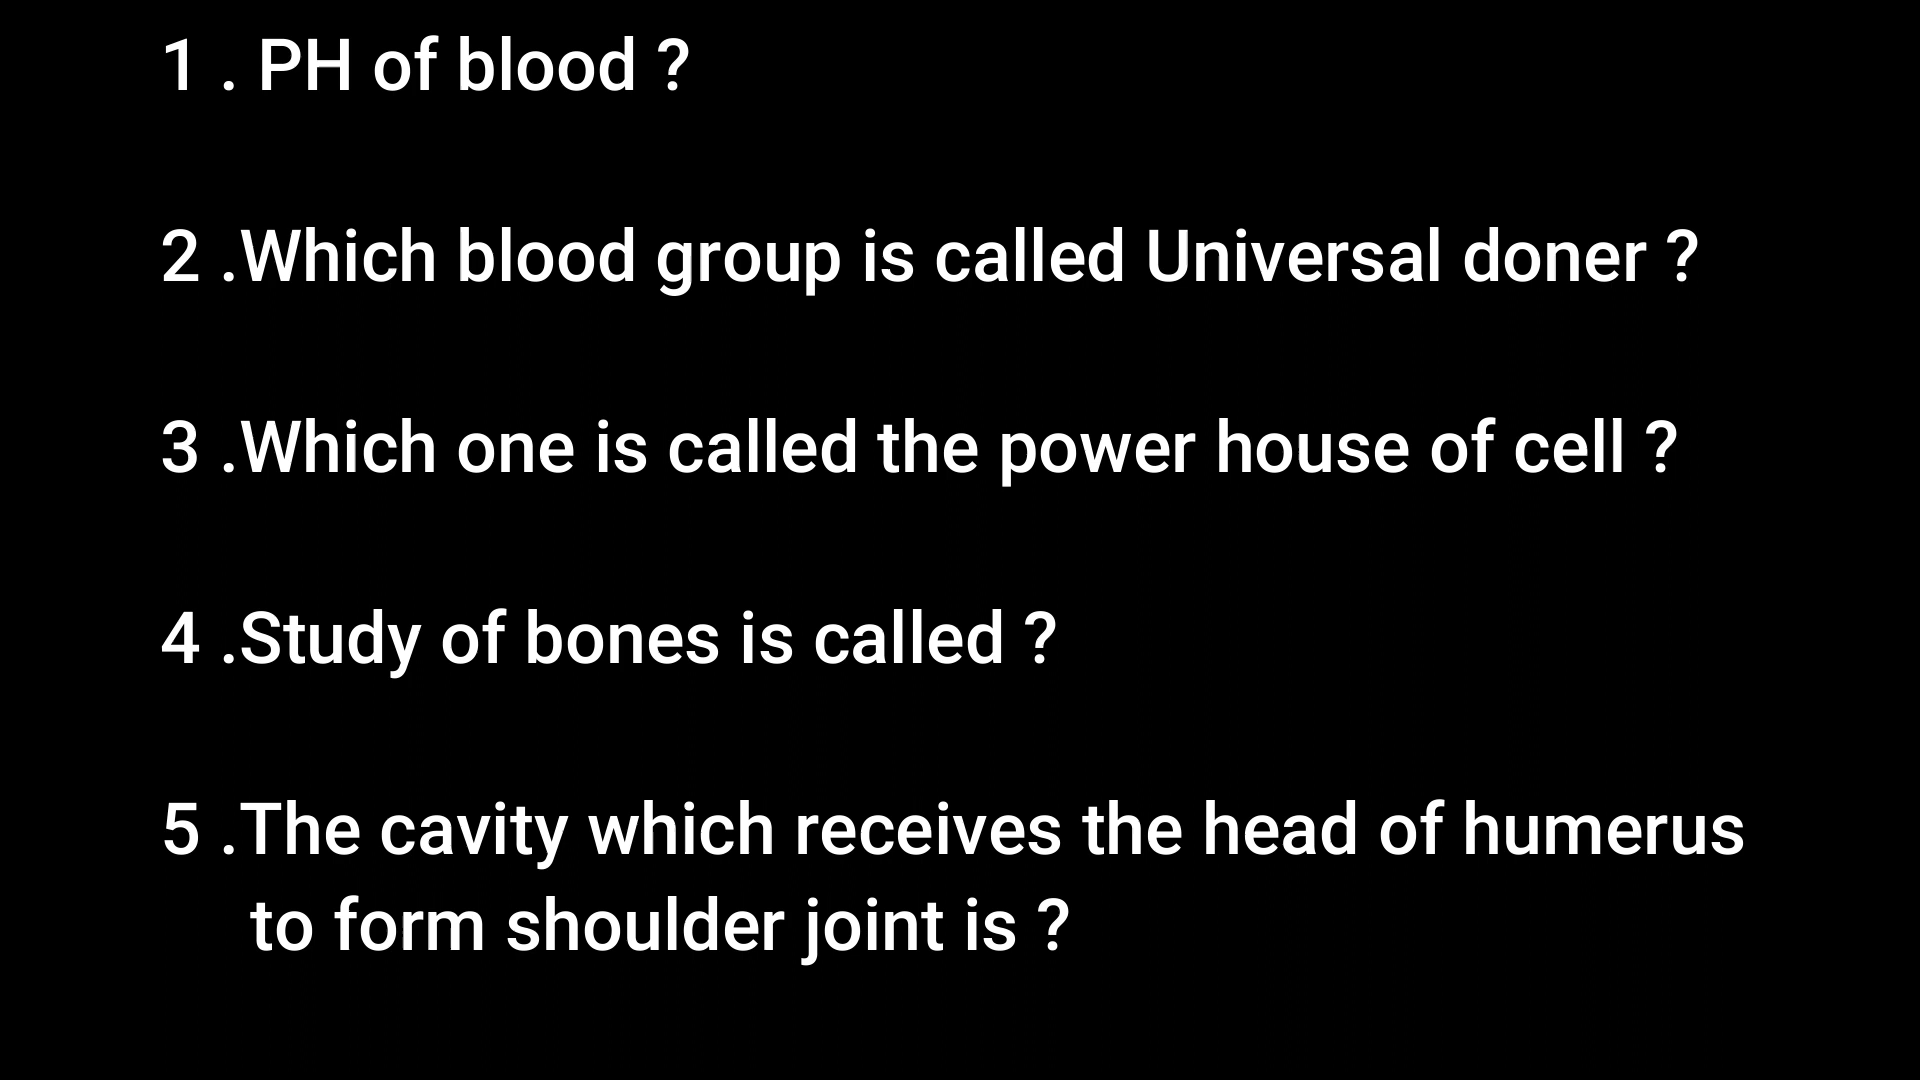 1 . PH of blood ?
2 .Which blood group is called Universal doner ?
3 .Which one is called the power house of cell ?
4 .Study of bones is called ?
5 .The cavity which receives the head of humerus
to form shoulder joint is ?